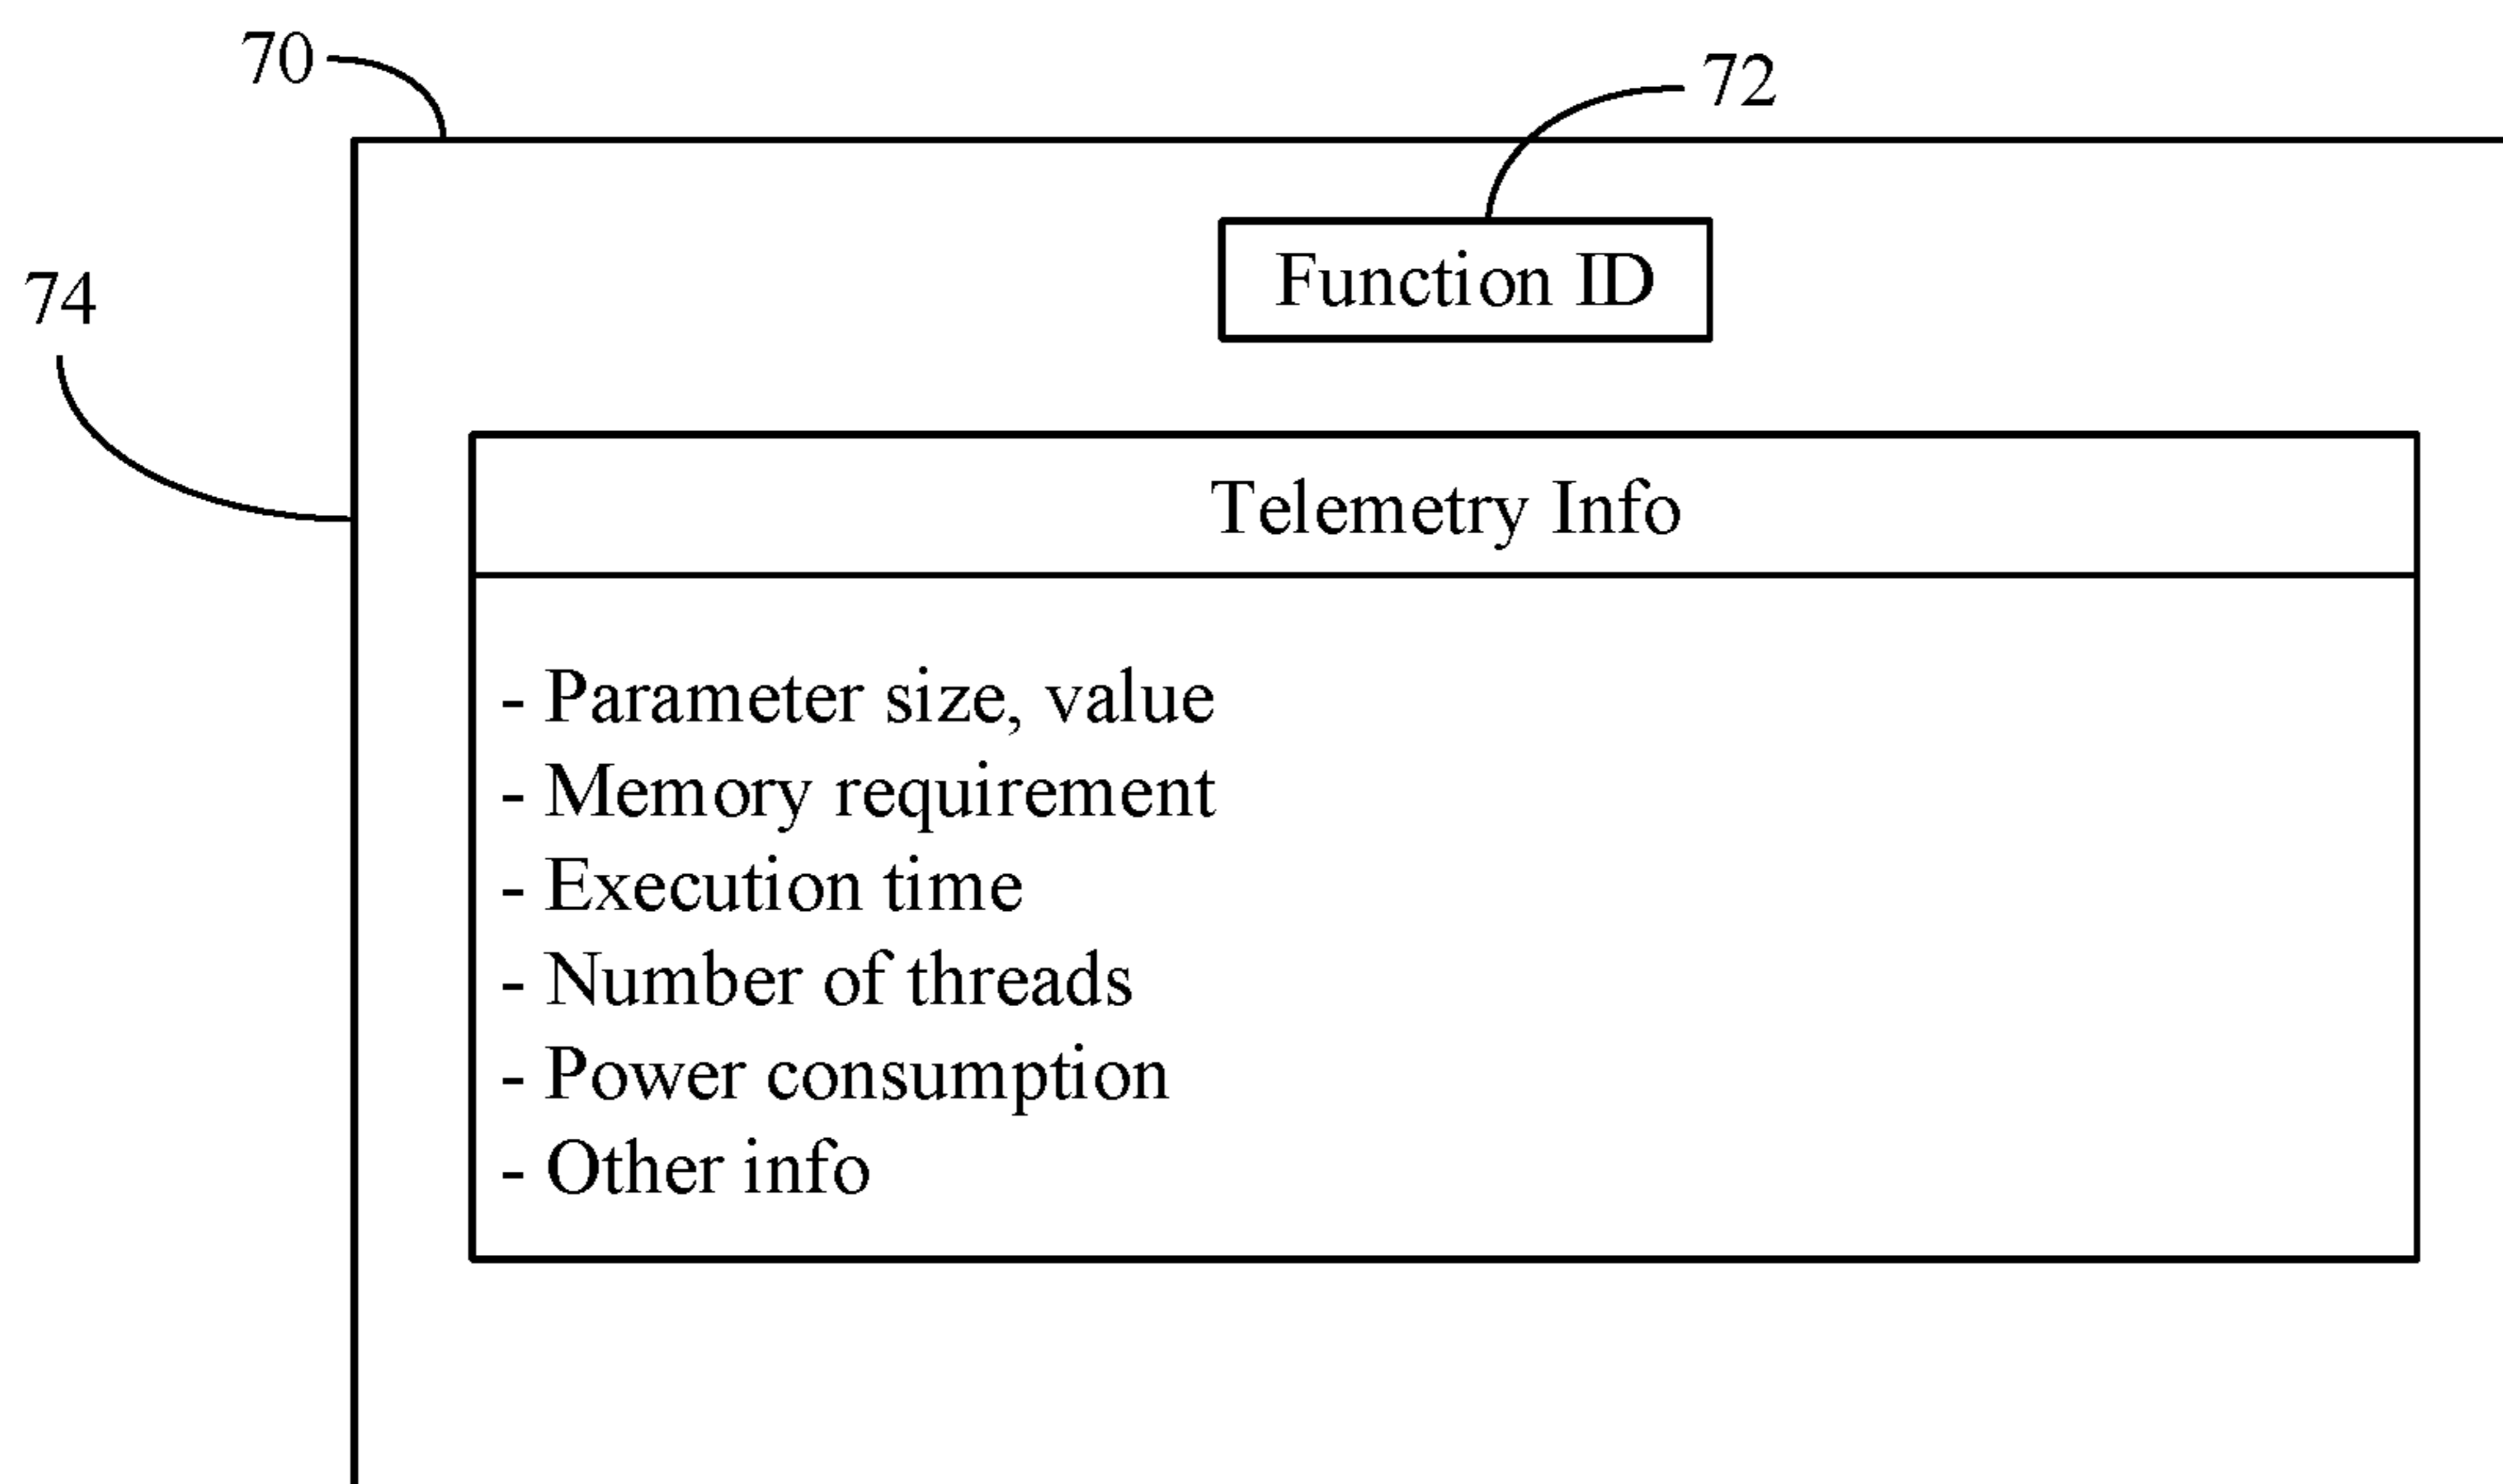 70
72
Function ID
74
Telemetry Info
- Parameter size, value
- Memory requirement
- Execution time
- Number of threads
- Power consumption
- Other info